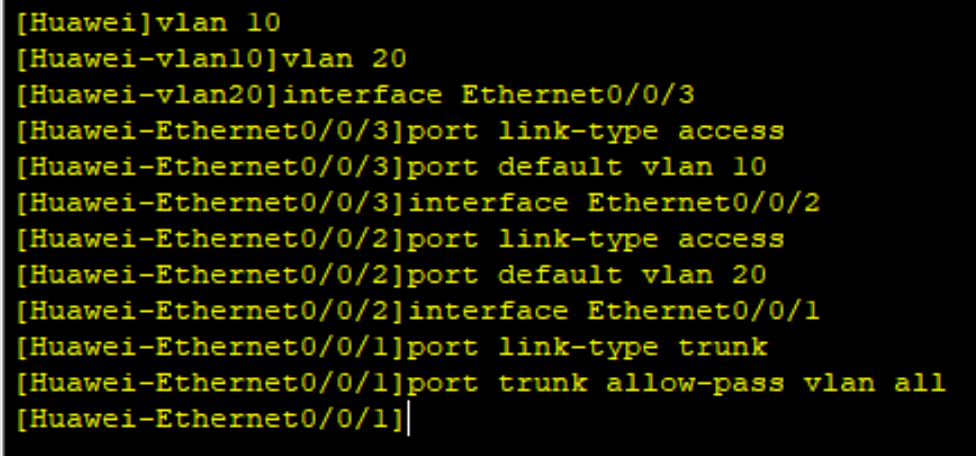 [Huawei]vlan 10
[Huawei-vlan10]vlan 20
[Huawei-vlan20]interface Ethernet0/0/3
[Huawei-Ethernet0/0/3]port link-type access
[Huawei-Ethernet0/0/3]port default vlan 10
[Huawei-Ethernet0/0/3]interface Ethernet0/0/2
[Huawei-Ethernet0/0/2]port link-type access
[Huawei-Ethernet0/0/2]port default vlan 20
[Huawei-Ethernet0/0/2]interface Ethernet0/0/1
[Huawei-Ethernet0/0/1]port link-type trunk
[Huawei-Ethernet0/0/1]port trunk allow-pass vlan all
[Huawei-Ethernet0/0/1]